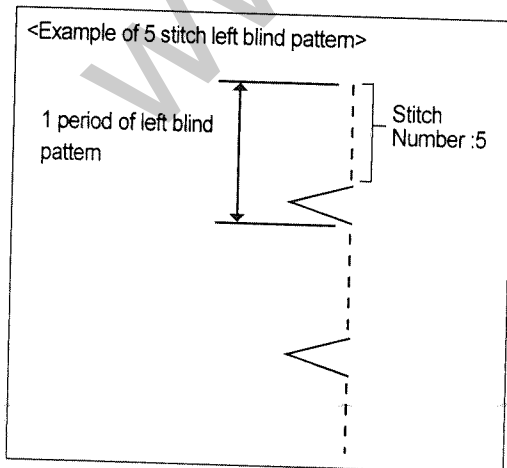 <Example of 5 stitch left blind pattern>
1 period of left blind
pattern
Stitch
Number :5